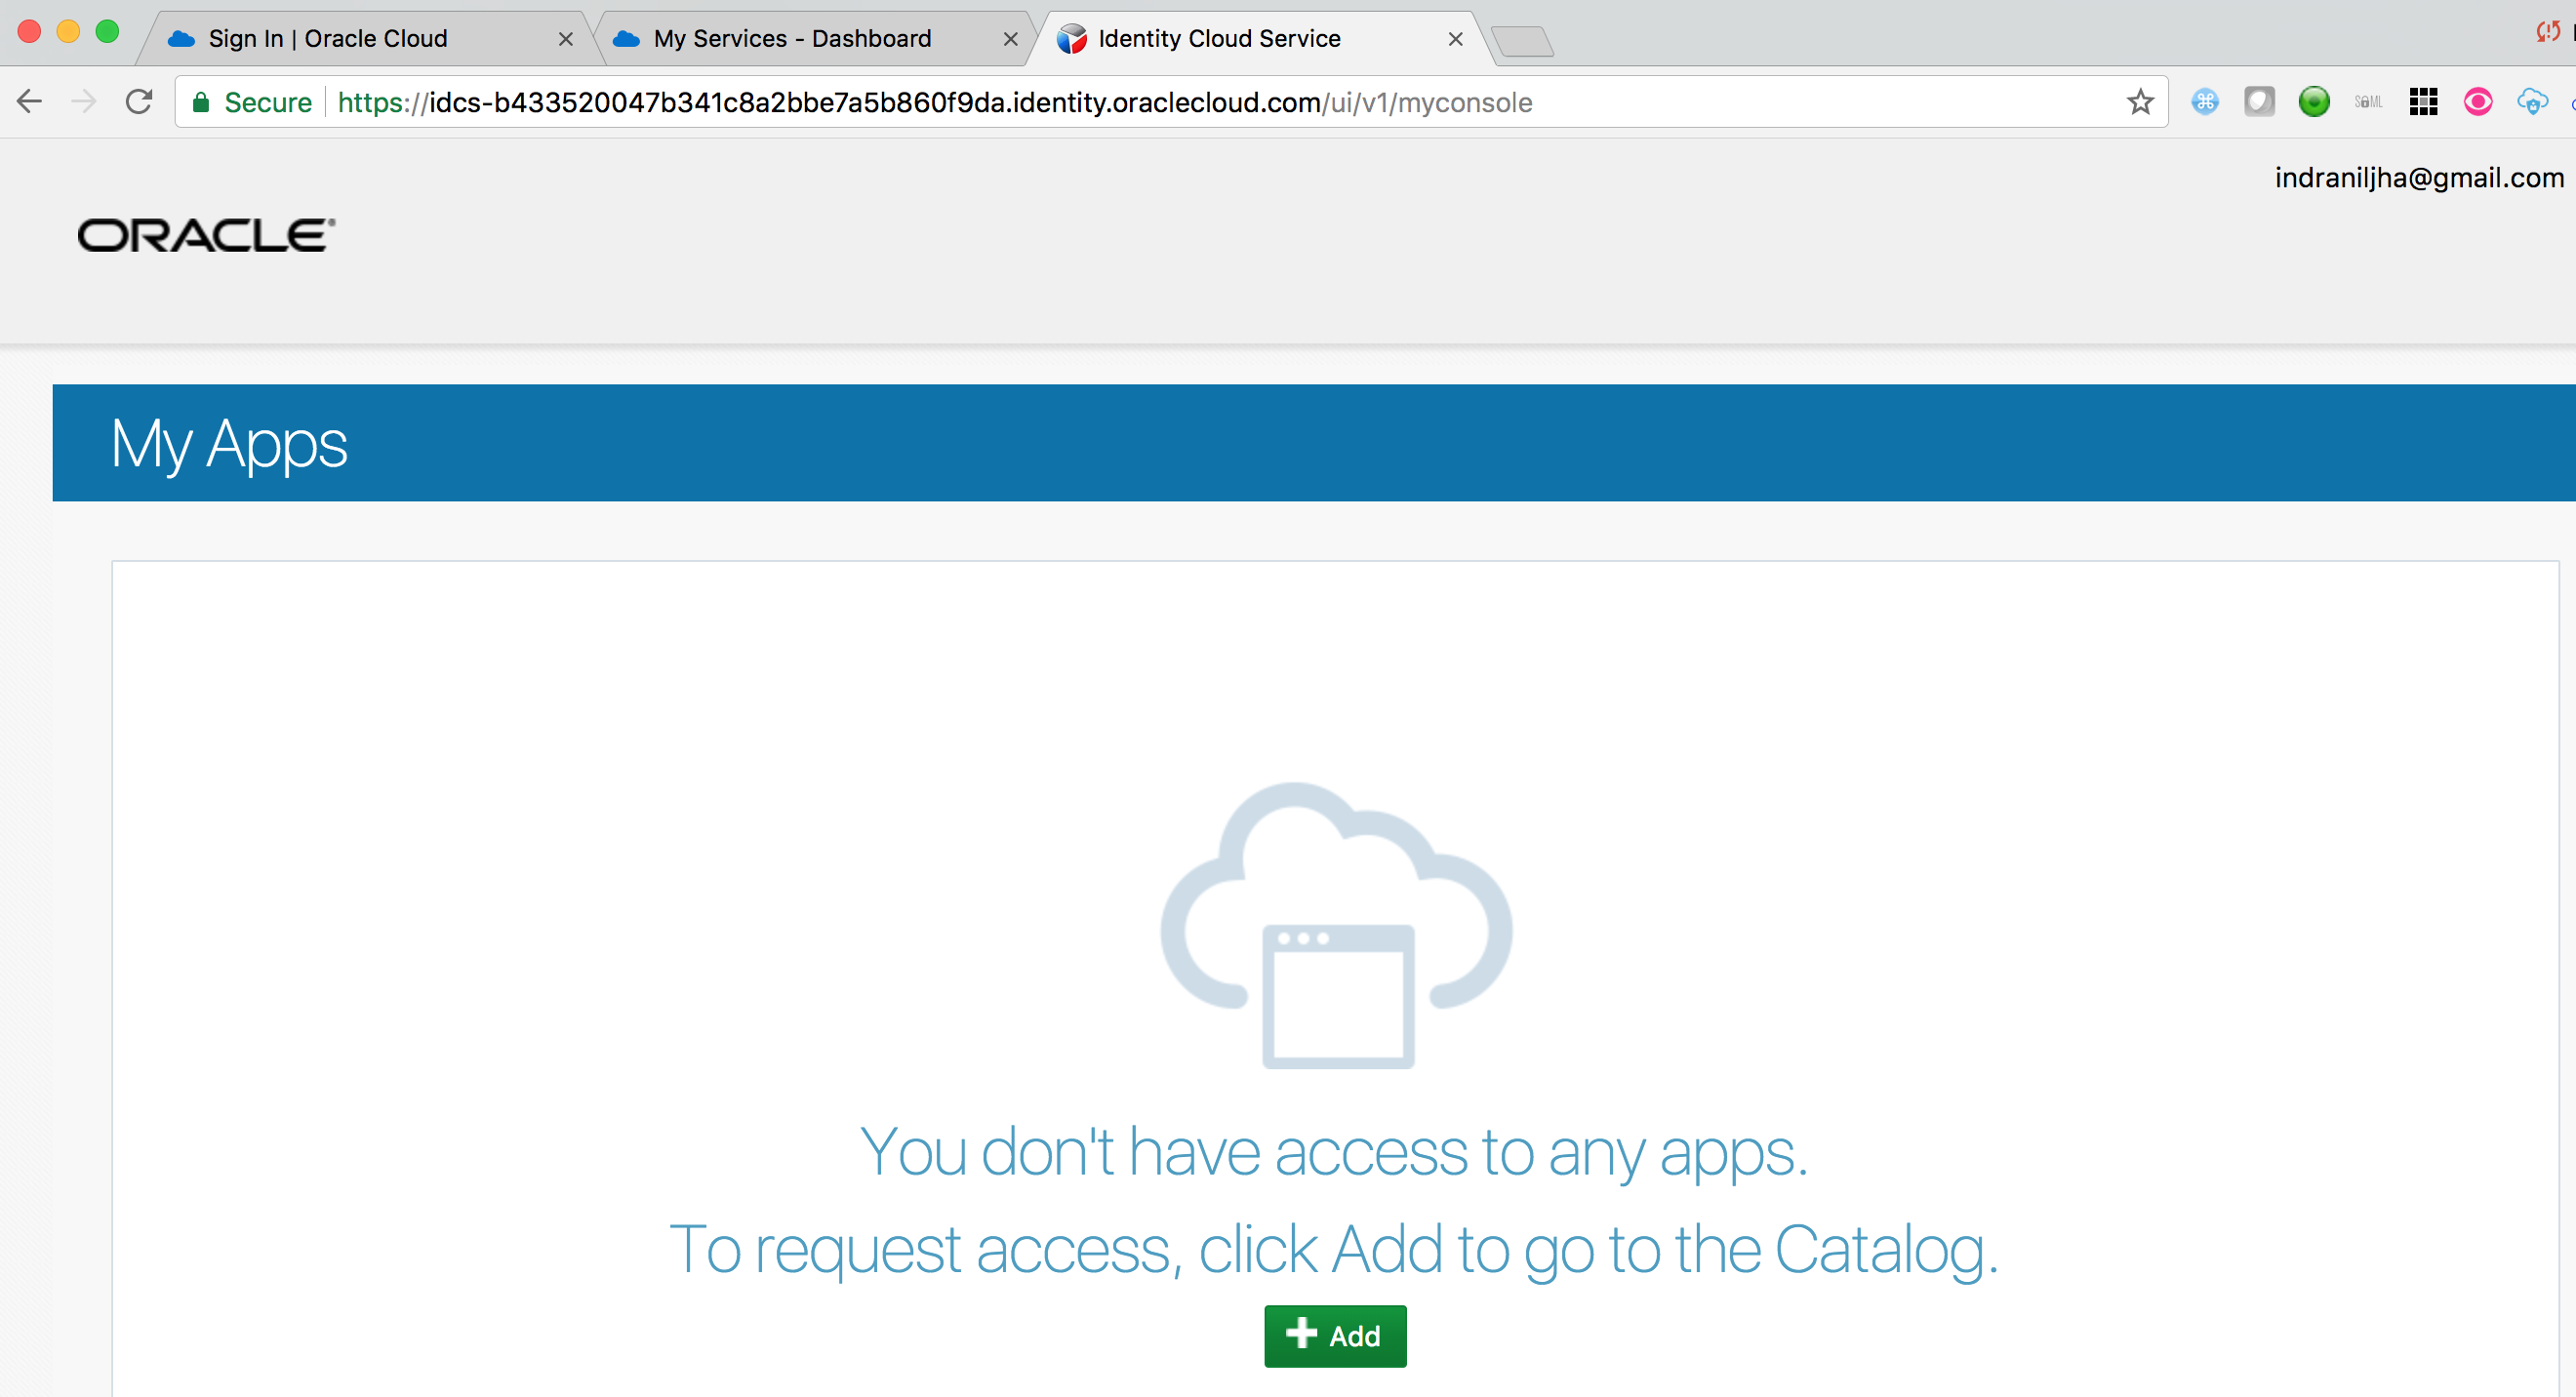 Sign In | Oracle Cloud
My Services - Dashboard
Identity Cloud Service
Secure
https://idcs-b433520047b341c8a2bbe7a5b860f9da.identity.oraclecloud.com/ui/v1/myconsole
indraniljha@gmail.com
ORACLE
My Apps
You don't have access to any apps.
To request access, click Add to go to the Catalog.
Add